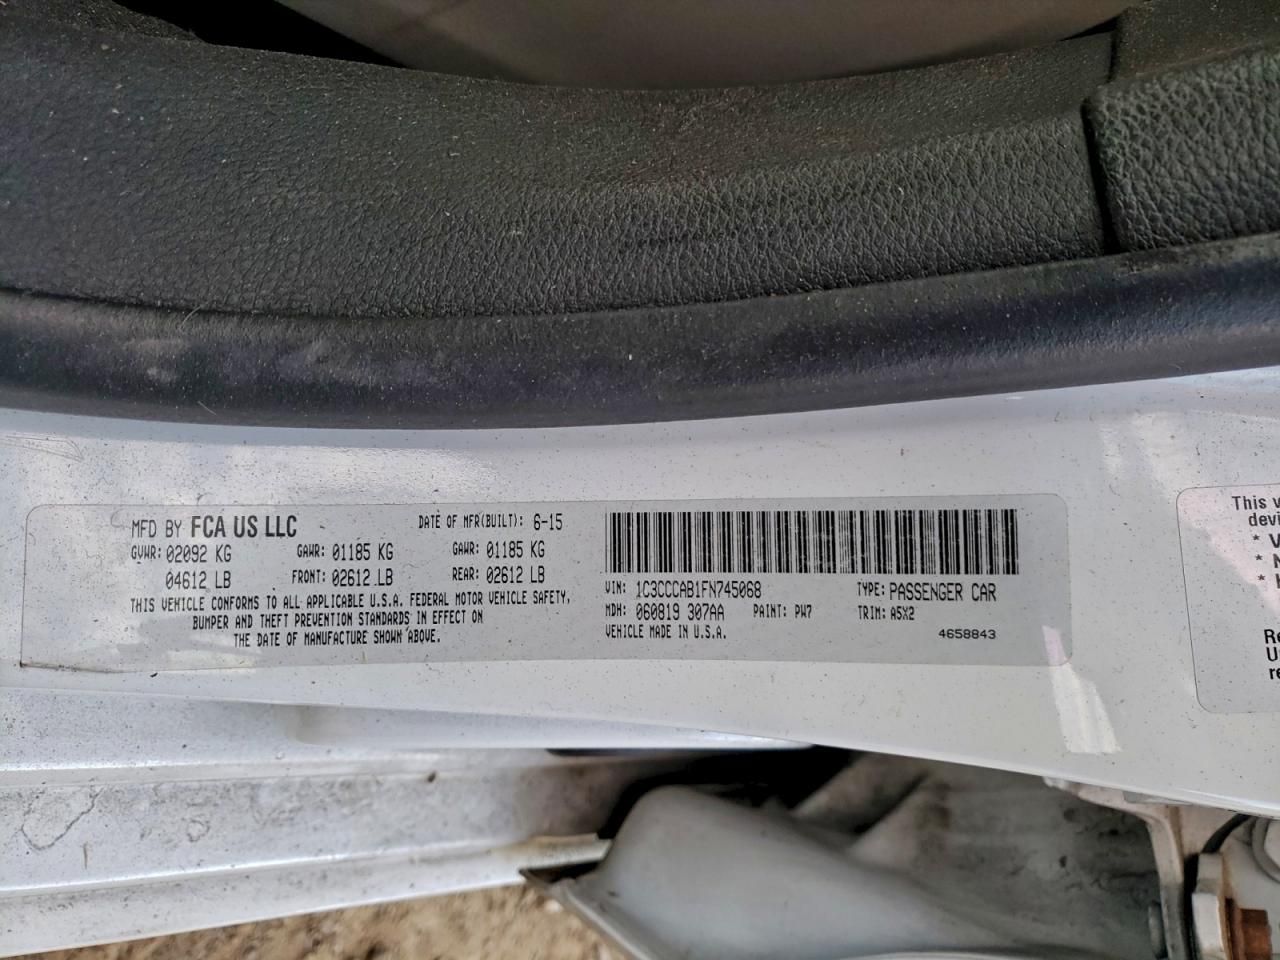 MFD BY FCA US LLC DATE OF MFR(BUILT): 6-15
GVWR: 02092 KG GAWR: 01185 KG GAWR: 01185 KG
04612 LB FRONT: 02612 LB REAR: 02612 LB
THIS VEHICLE CONFORMS TO ALL APPLICABLE U.S.A. FEDERAL MOTOR VEHICLE SAFETY,
BUMPER AND THEFT PREVENTION STANDARDS IN EFFECT ON
THE DATE OF MANUFACTURE SHOWN ABOVE.
VIN: 1C3CCCAB1FN745068 TYPE: PASSENGER CAR
MDH: 060819 307AA PAINT: PW7 TRIM: ASX2
VEHICLE MADE IN U.S.A. 4658843
This v
devi
* V
* N
*
Re
U
re